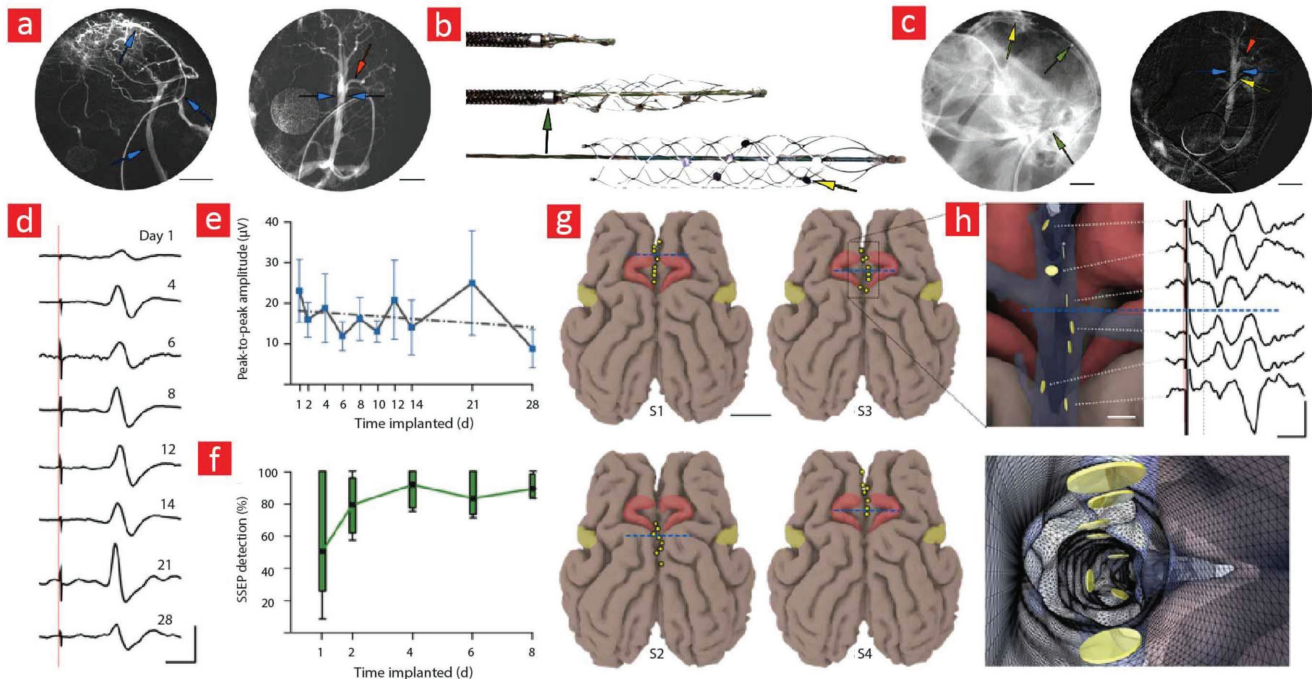 a
b
c
d
Day 1
4
6
8
12
14
21
28
e
Peak-to-peak amplitude (µV)
40
30
20
10
1 2 4 6 8 10 12 14 21 28
Time implanted (d)
f
SSEP detection (%)
100
80
60
40
20
1 2 4 6 8
Time implanted (d)
g
S1
S3
S2
S4
h